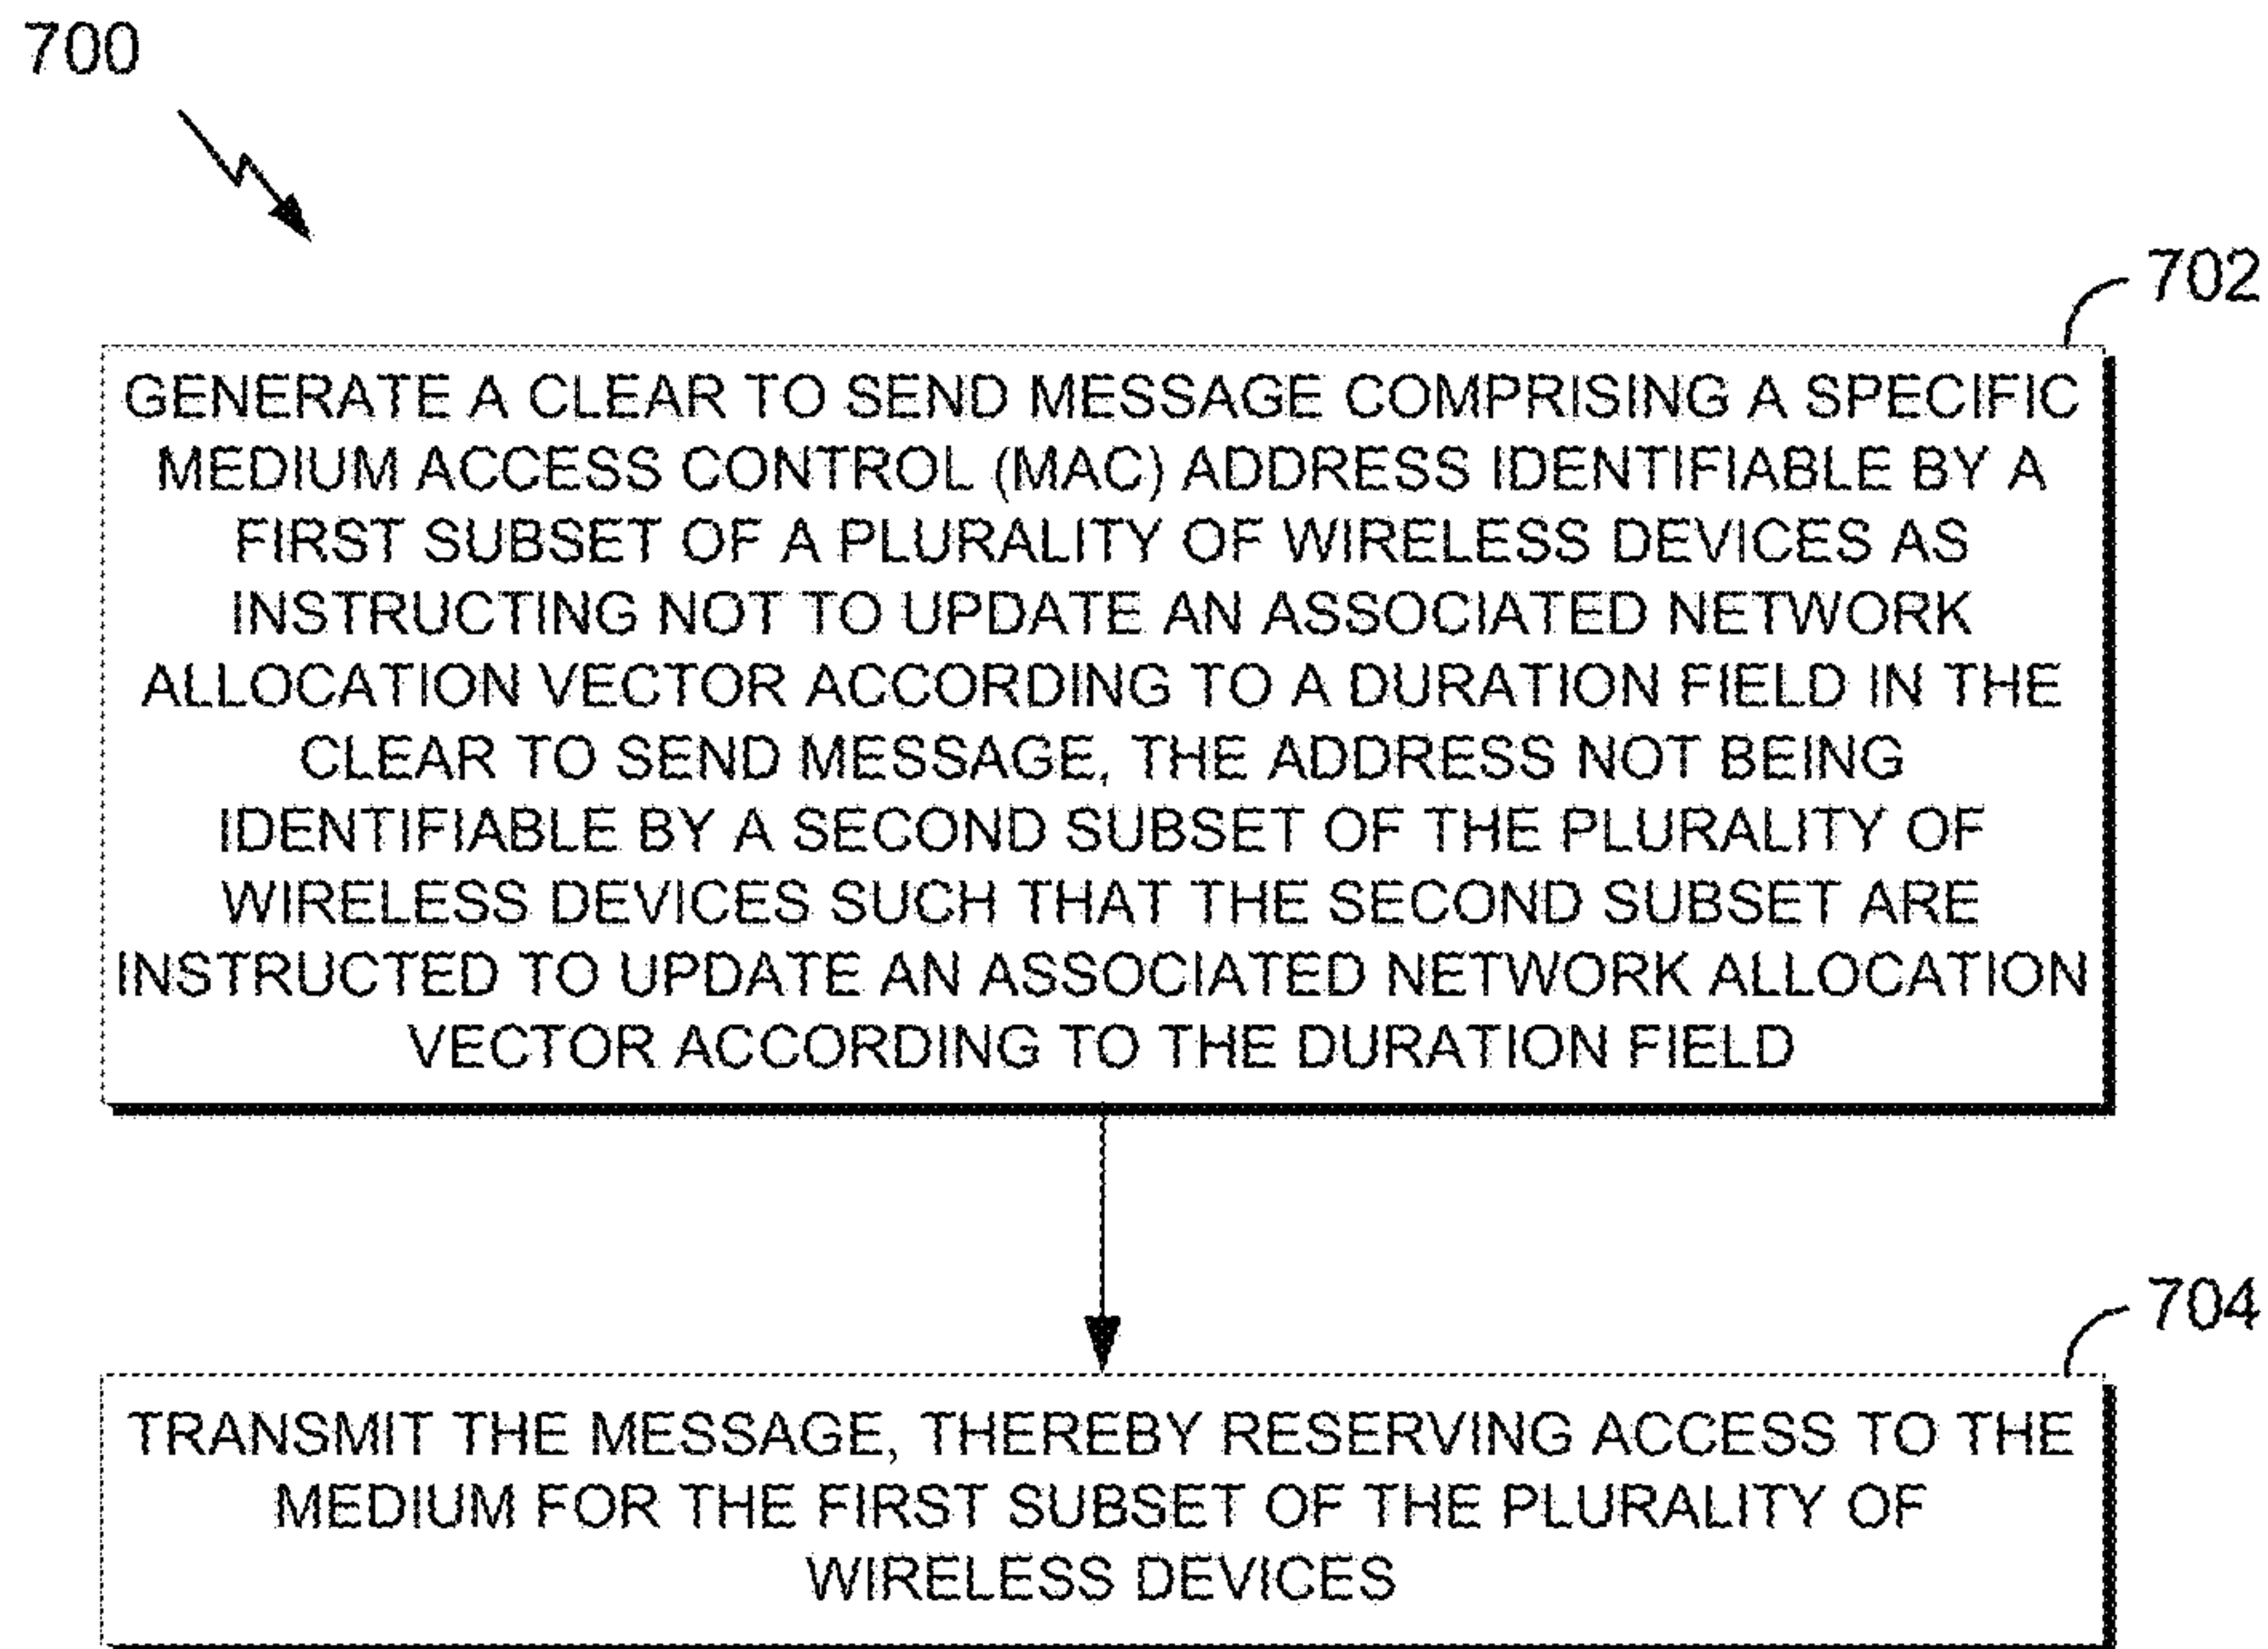 700
702
GENERATE A CLEAR TO SEND MESSAGE COMPRISING A SPECIFIC
MEDIUM ACCESS CONTROL (MAC) ADDRESS IDENTIFIABLE BY A
FIRST SUBSET OF A PLURALITY OF WIRELESS DEVICES AS
INSTRUCTING NOT TO UPDATE AN ASSOCIATED NETWORK
ALLOCATION VECTOR ACCORDING TO A DURATION FIELD IN THE
CLEAR TO SEND MESSAGE, THE ADDRESS NOT BEING
IDENTIFIABLE BY A SECOND SUBSET OF THE PLURALITY OF
WIRELESS DEVICES SUCH THAT THE SECOND SUBSET ARE
INSTRUCTED TO UPDATE AN ASSOCIATED NETWORK ALLOCATION
VECTOR ACCORDING TO THE DURATION FIELD
704
TRANSMIT THE MESSAGE, THEREBY RESERVING ACCESS TO THE
MEDIUM FOR THE FIRST SUBSET OF THE PLURALITY OF
WIRELESS DEVICES